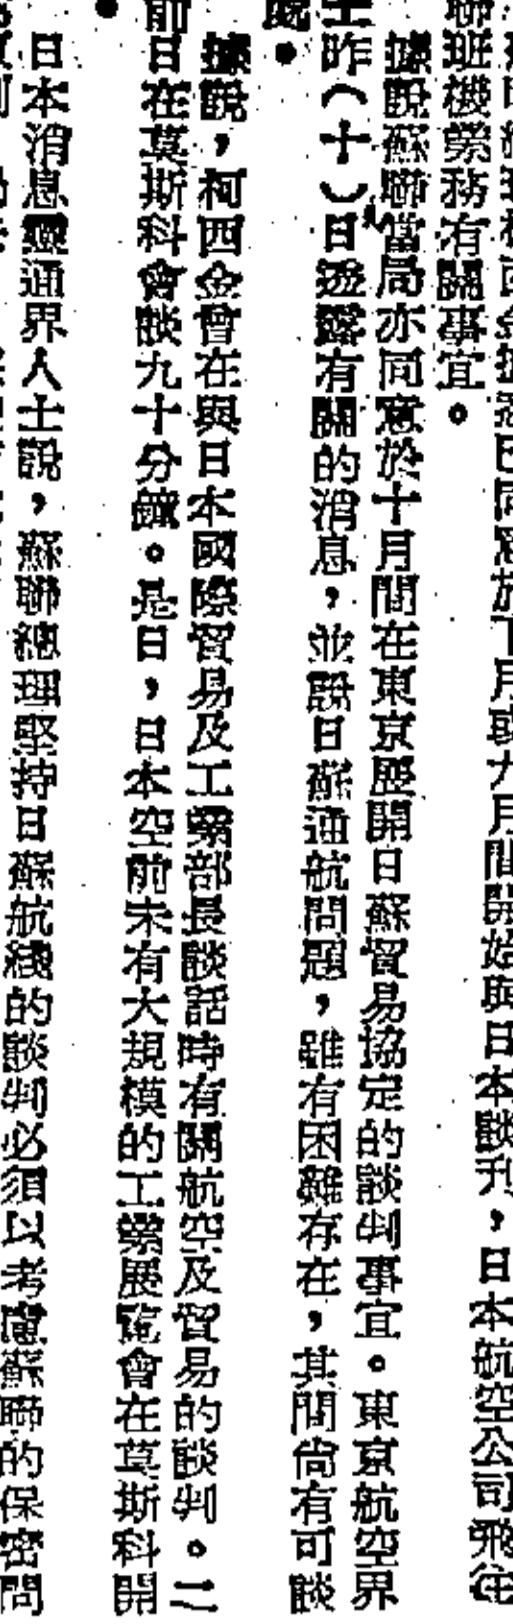 西金據悉已同意於下月或九月間開始與日本談判，日本航空公司飛往
聯班機業務有關事宜。
據說蘇聯當局亦同意於十月間在東京展開日蘇貿易協定的談判事宜。東京航空界
士昨（十）日透露有關的消息，並說日蘇通航問題，雖有困難存在，其間尚有可談
處。
據說，柯西金曾在與日本國際貿易及工業部長談話時有關航空及貿易的談判。二
前日在莫斯科會談九十分鐘。是日，日本空前未有大規模的工業展覧會在莫斯科開
。
日本消息靈通界人士說，蘇聯總理堅持日蘇航綫的談判必須以考慮蘇聯的保密問